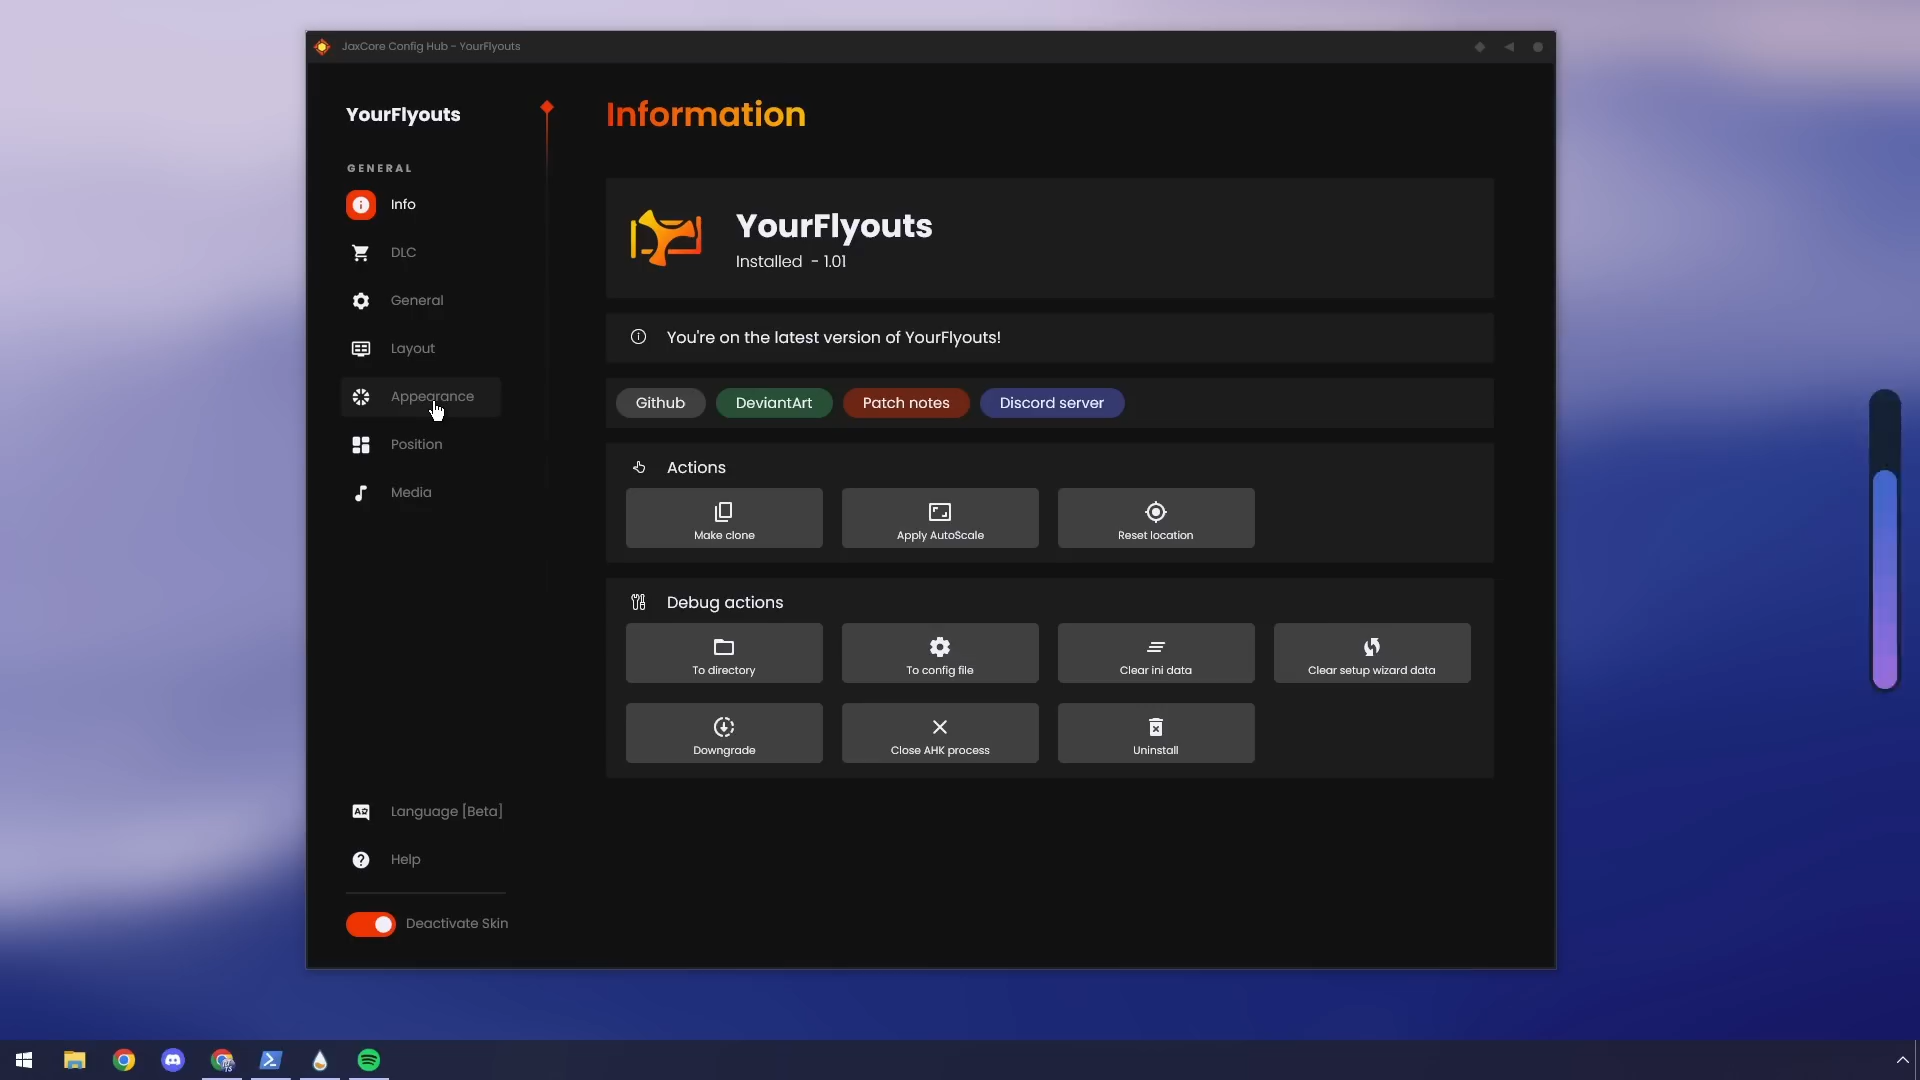 JaxCore Config Hub - YourFlyouts
YourFlyouts
GENERAL
Info
DLC
General
Layout
Appearance
Position
Media
Language [Beta]
Help
Deactivate Skin
Information
YourFlyouts
Installed - 1.01
You're on the latest version of YourFlyouts!
Github
DeviantArt
Patch notes
Discord server
Actions
Make clone
Apply AutoScale
Reset location
Debug actions
To directory
To config file
Clear ini data
Clear setup wizard data
Downgrade
Close AHK process
Uninstall